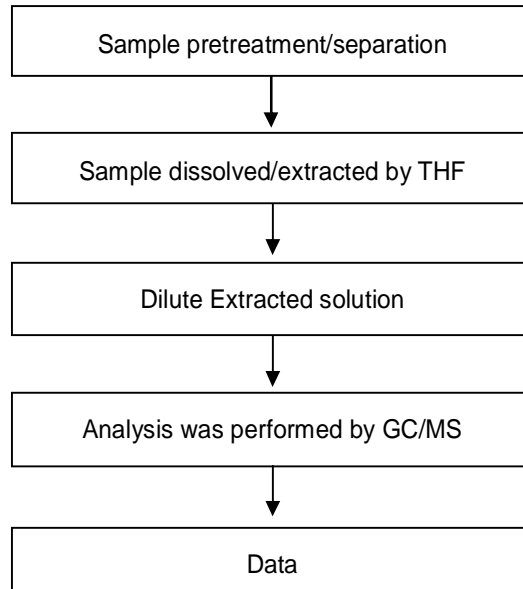 Sample pretreatment/separation
Sample dissolved/extracted by THF
Dilute Extracted solution
Analysis was performed by GC/MS
Data